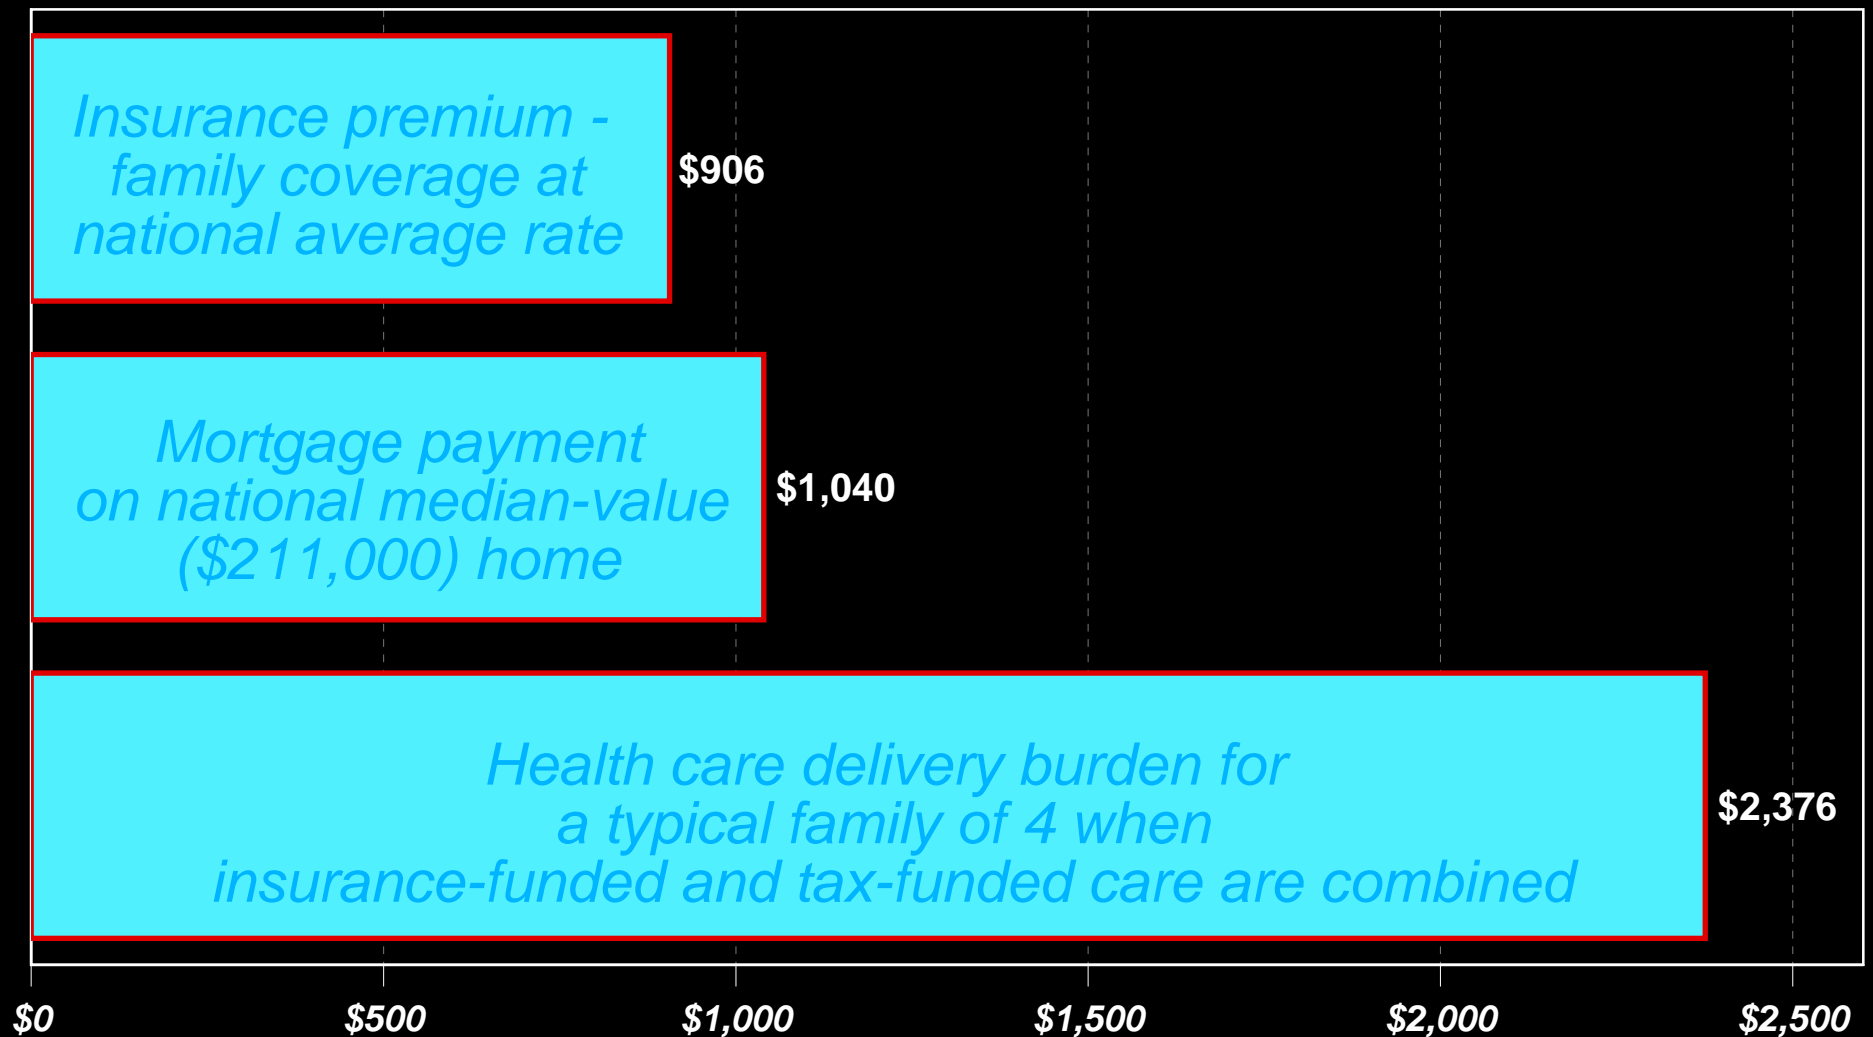 Insurance premium -
family coverage at
national average rate
$906
Mortgage payment
on national median-value
($211,000) home
$1,040
Health care delivery burden for
a typical family of 4 when
insurance-funded and tax-funded care are combined
$2,376
$0 $500 $1,000 $1,500 $2,000 $2,500